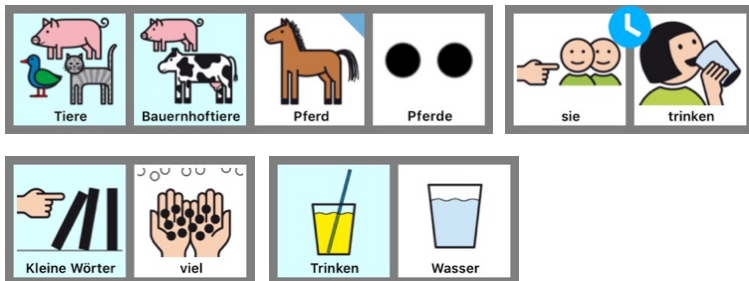 Tiere Bauernhoftiere Pferd Pferde
sie trinken
Kleine Wörter viel
Trinken Wasser